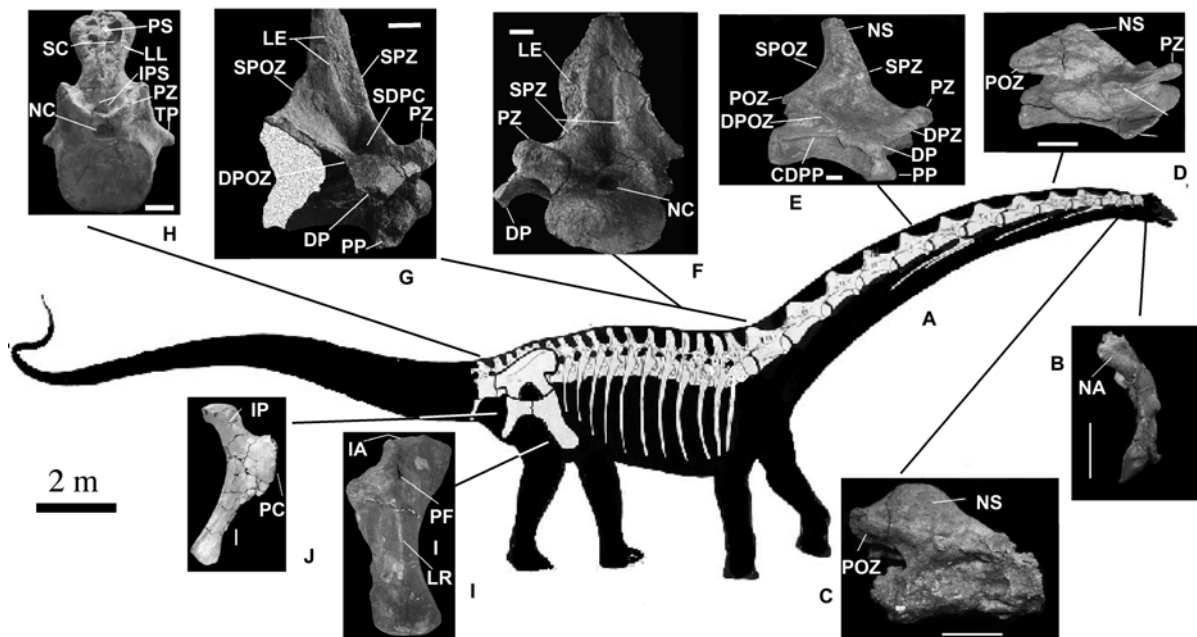 PS
SC
LL
IPS
PZ
NC
TP
H
LE
SPOZ
SPZ
SDPC
PZ
DPOZ
DP
PP
G
LE
SPZ
PZ
NC
DP
F
NS
SPOZ
SPZ
POZ
PZ
DPOZ
DPZ
DP
CDPP
PP
E
NS
POZ
PZ
D
A
B
NA
NS
POZ
C
IA
PF
LR
I
IP
PC
J
2 m